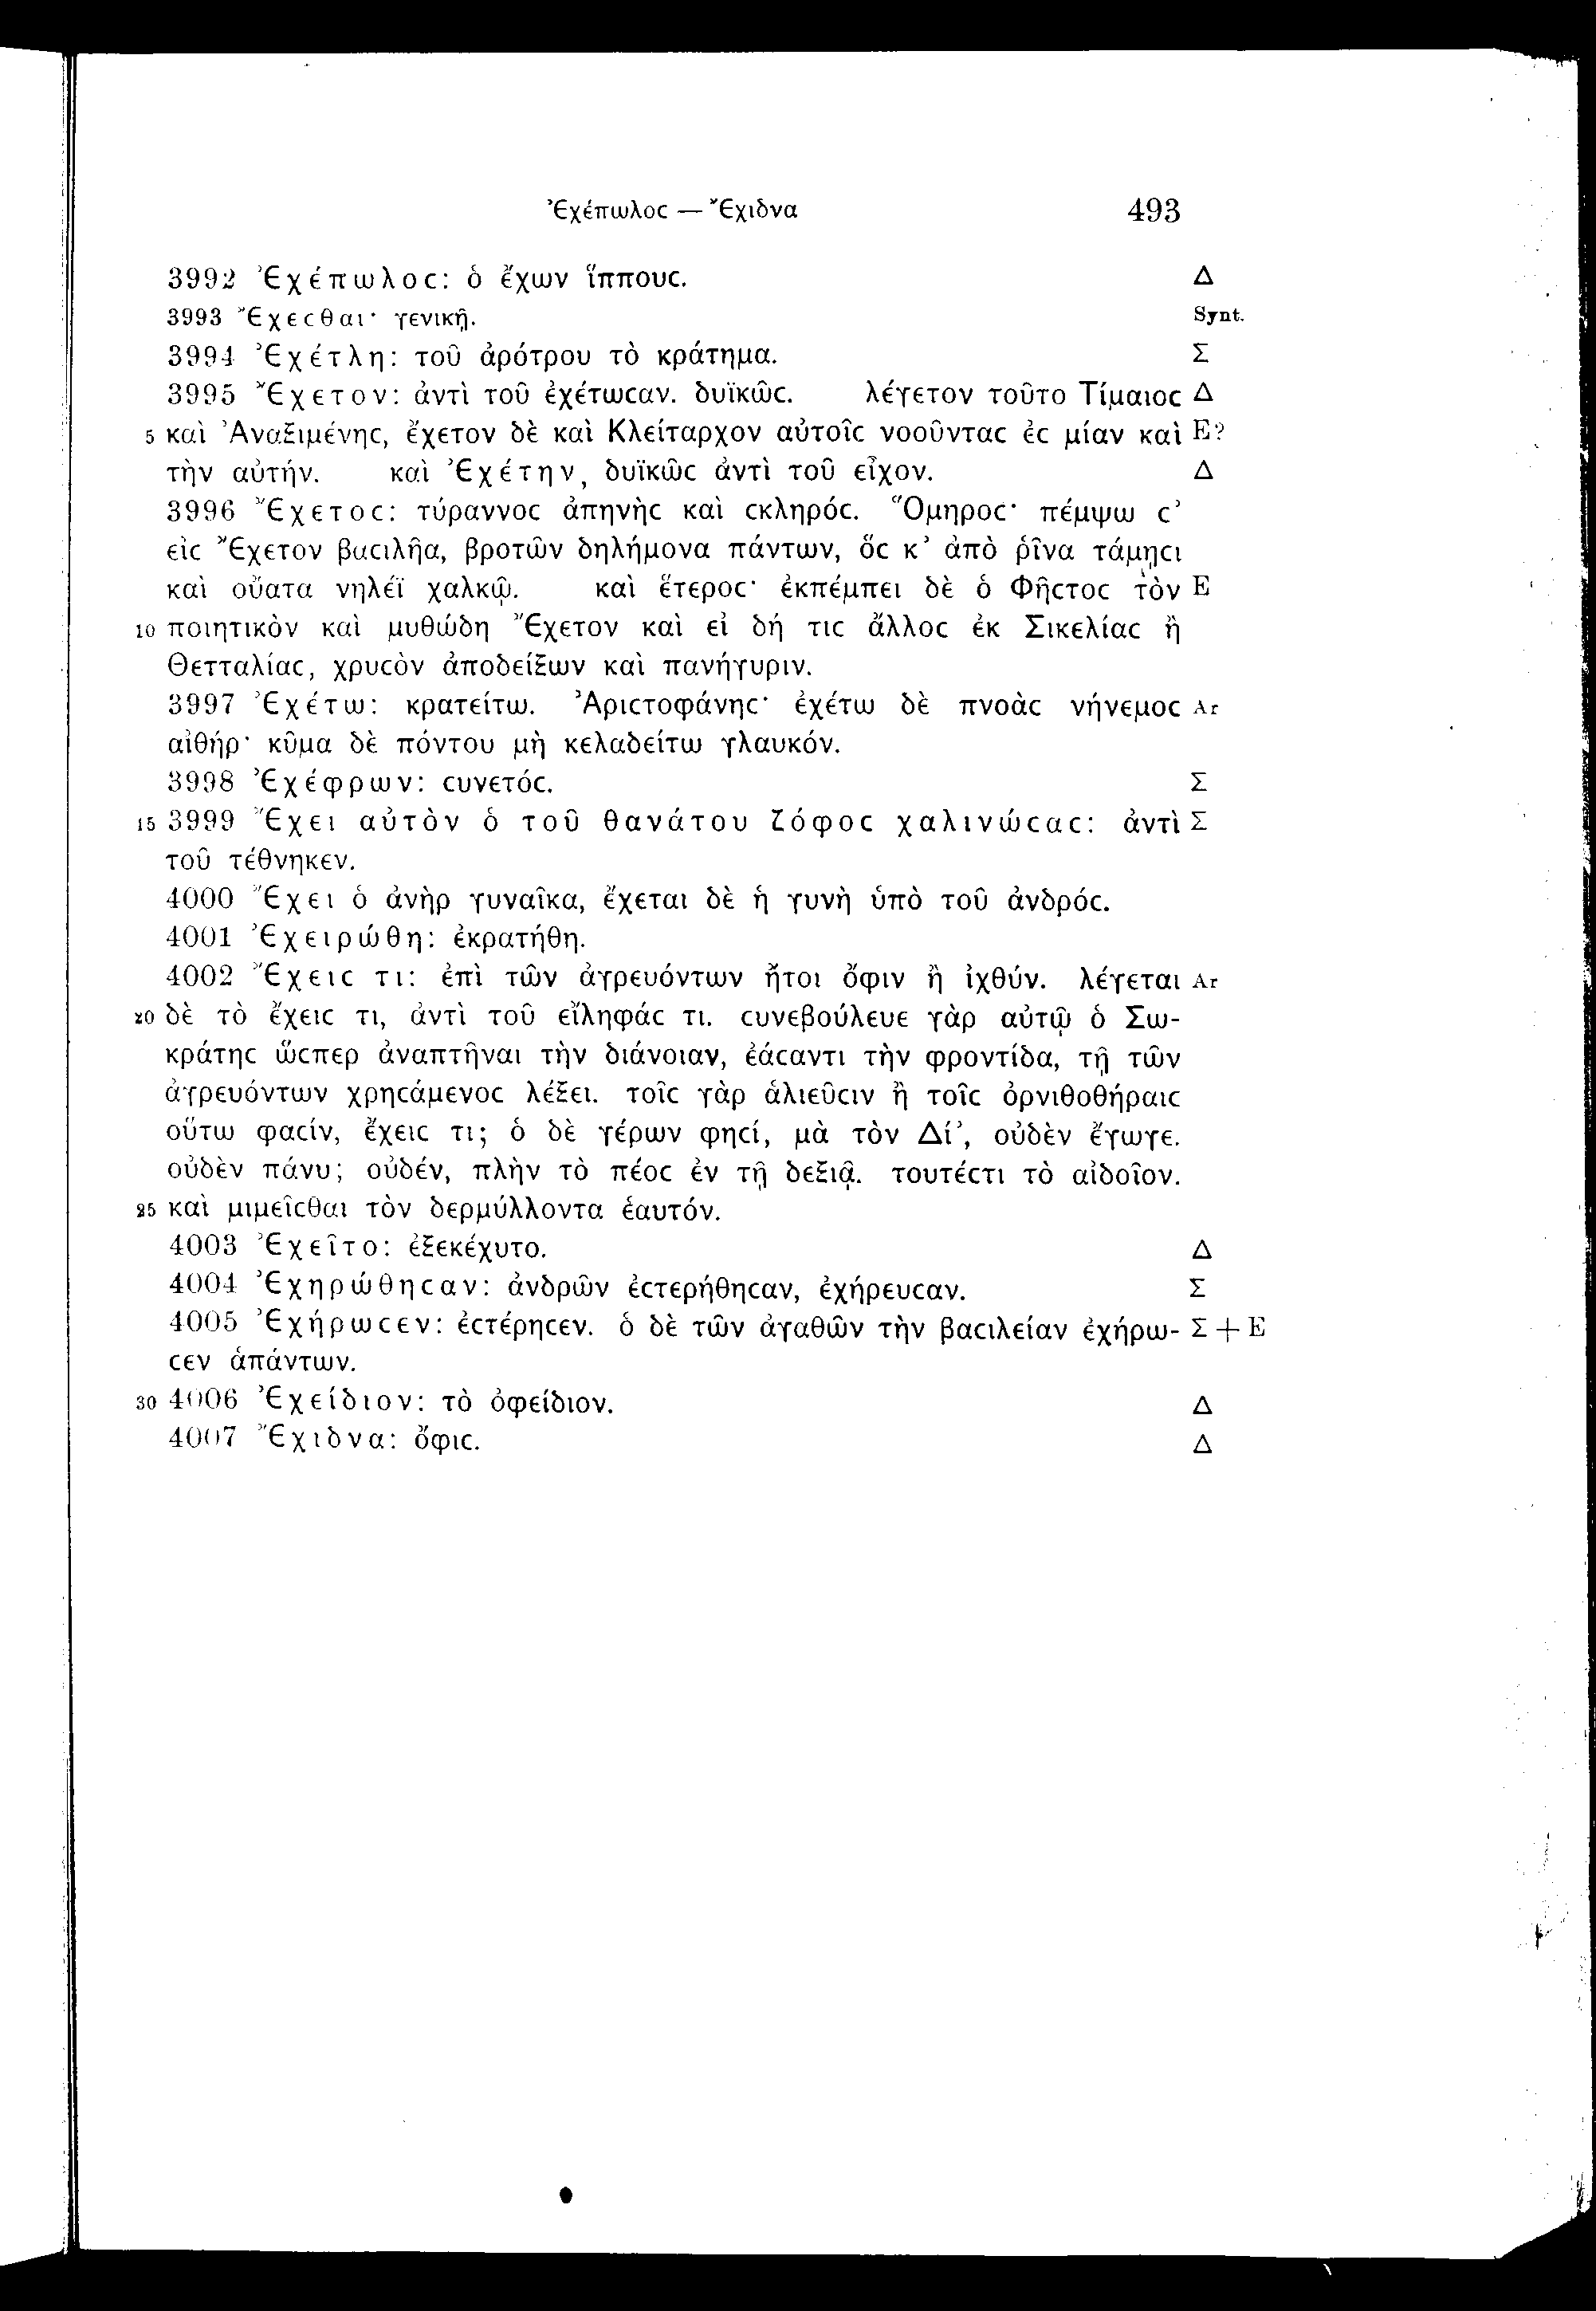 Ἐχέπωλοϲ — Ἔχιδνα 493
3992 Ἐχέπωλοϲ: ὁ ἔχων ἵππουϲ. Δ
3993 Ἔχεϲθαι· γενικῇ. Synt.
3994 Ἐχέτλη: τοῦ ἀρότρου τὸ κράτημα. Σ
3995 Ἔχετον: ἀντὶ τοῦ ἐχέτωϲαν. δυϊκῶϲ. λέγετον τοῦτο Τίμαιοϲ Δ
5 καὶ Ἀναξιμένηϲ, ἔχετον δὲ καὶ Κλείταρχον αὐτοῖϲ νοοῦνταϲ ἐϲ μίαν καὶ E?
τὴν αὐτήν. καὶ Ἐχέτην, δυϊκῶϲ ἀντὶ τοῦ εἶχον. Δ
3996 Ἔχετοϲ: τύραννοϲ ἀπηνὴϲ καὶ ϲκληρόϲ. Ὅμηροϲ· πέμψω ϲ’
εἰϲ Ἔχετον βαϲιλῆα, βροτῶν δηλήμονα πάντων, ὅϲ κ’ ἀπὸ ῥῖνα τάμῃϲι
καὶ οὔατα νηλέϊ χαλκῷ. καὶ ἕτεροϲ· ἐκπέμπει δὲ ὁ Φῆϲτοϲ τὸν E
10 ποιητικὸν καὶ μυθώδη Ἔχετον καὶ εἰ δή τιϲ ἄλλοϲ ἐκ Σικελίαϲ ἢ
Θετταλίαϲ, χρυϲὸν ἀποδείξων καὶ πανήγυριν.
3997 Ἐχέτω: κρατείτω. Ἀριϲτοφάνηϲ· ἐχέτω δὲ πνοὰϲ νήνεμοϲ Ar
αἰθήρ· κῦμα δὲ πόντου μὴ κελαδείτω γλαυκόν.
3998 Ἐχέφρων: ϲυνετόϲ. Σ
15 3999 Ἔχει αὐτὸν ὁ τοῦ θανάτου ζόφοϲ χαλινώϲαϲ: ἀντὶ Σ
τοῦ τέθνηκεν.
4000 Ἔχει ὁ ἀνὴρ γυναῖκα, ἔχεται δὲ ἡ γυνὴ ὑπὸ τοῦ ἀνδρόϲ.
4001 Ἐχειρώθη: ἐκρατήθη.
4002 Ἔχειϲ τι: ἐπὶ τῶν ἀγρευόντων ἤτοι ὄφιν ἢ ἰχθύν. λέγεται Ar
20 δὲ τὸ ἔχειϲ τι, ἀντὶ τοῦ εἴληφάϲ τι. ϲυνεβούλευε γὰρ αὐτῷ ὁ Σω-
κράτηϲ ὥϲπερ ἀναπτῆναι τὴν διάνοιαν, ἐάϲαντι τὴν φροντίδα, τῇ τῶν
ἀγρευόντων χρηϲάμενοϲ λέξει. τοῖϲ γὰρ ἁλιεῦϲιν ἢ τοῖϲ ὀρνιθοθήραιϲ
οὕτω φαϲίν, ἔχειϲ τι; ὁ δὲ γέρων φηϲί, μὰ τὸν Δί’, οὐδὲν ἔγωγε.
οὐδὲν πάνυ; οὐδέν, πλὴν τὸ πέοϲ ἐν τῇ δεξιᾷ. τουτέϲτι τὸ αἰδοῖον.
25 καὶ μιμεῖϲθαι τὸν δερμύλλοντα ἑαυτόν.
4003 Ἐχεῖτο: ἐξεκέχυτο. Δ
4004 Ἐχηρώθηϲαν: ἀνδρῶν ἐϲτερήθηϲαν, ἐχήρευϲαν. Σ
4005 Ἐχήρωϲεν: ἐϲτέρηϲεν. ὁ δὲ τῶν ἀγαθῶν τὴν βαϲιλείαν ἐχήρω- Σ + E
ϲεν ἁπάντων.
30 4006 Ἐχείδιον: τὸ ὀφείδιον. Δ
4007 Ἔχιδνα: ὄφιϲ. Δ